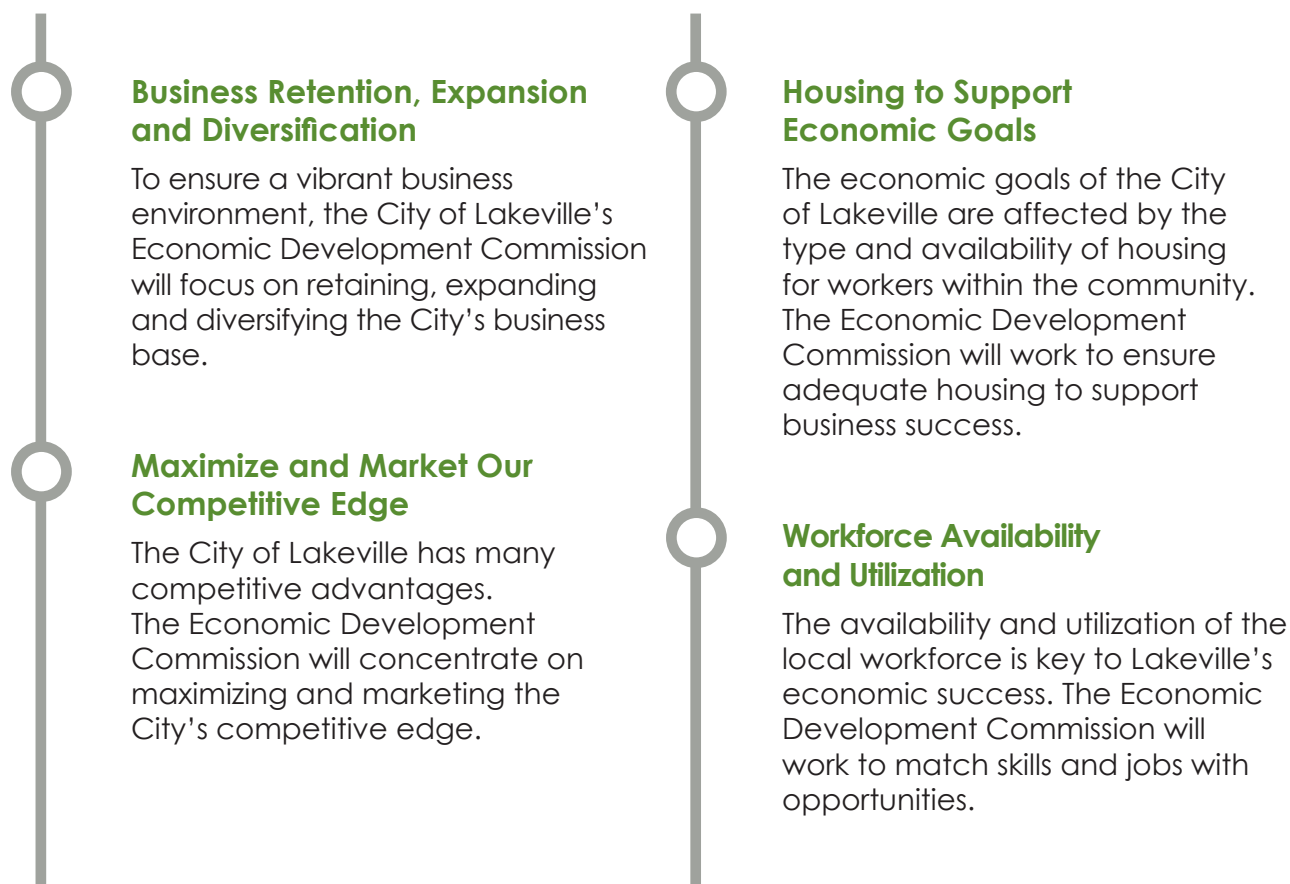 Business Retention, Expansion
and Diversification
To ensure a vibrant business
environment, the City of Lakeville’s
Economic Development Commission
will focus on retaining, expanding
and diversifying the City’s business
base.
Maximize and Market Our
Competitive Edge
The City of Lakeville has many
competitive advantages.
The Economic Development
Commission will concentrate on
maximizing and marketing the
City’s competitive edge.
Housing to Support
Economic Goals
The economic goals of the City
of Lakeville are affected by the
type and availability of housing
for workers within the community.
The Economic Development
Commission will work to ensure
adequate housing to support
business success.
Workforce Availability
and Utilization
The availability and utilization of the
local workforce is key to Lakeville’s
economic success. The Economic
Development Commission will
work to match skills and jobs with
opportunities.